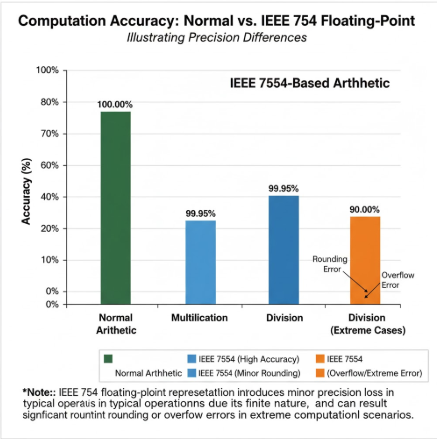 Computation Accuracy: Normal vs. IEEE 754 Floating-Point
Illustrating Precision Differences
IEEE 7554-Based Arthhetic
Accuracy (%)
100%
80%
70%
60%
40%
20%
10%
0%
0%
100.00%
99.95%
99.95%
90.00%
Rounding
Error
Overflow
Error
Normal
Arithetic
Multilication
Division
Division
(Extreme Cases)
IEEE 7554 (High Accuracy)
IEEE 7554
Normal Arthhetic
IEEE 7554 (Minor Rounding)
(Overflow/Extreme Error)
*Note:: IEEE 754 floating-ploint represetatlion iniroduces minor precision loss in
typical operaιs in typical operationns due its finite nature, and can result
signficant rountint rounding or overfow errors in extreme computationl scenarios.